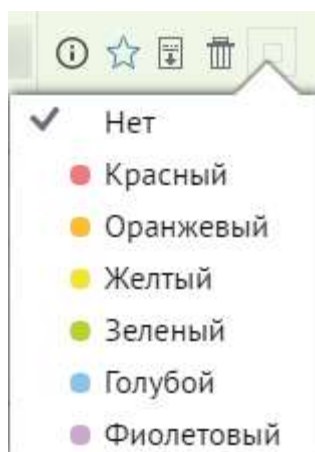 Нет
Красный
Оранжевый
Желтый
Зеленый
Голубой
Фиолетовый